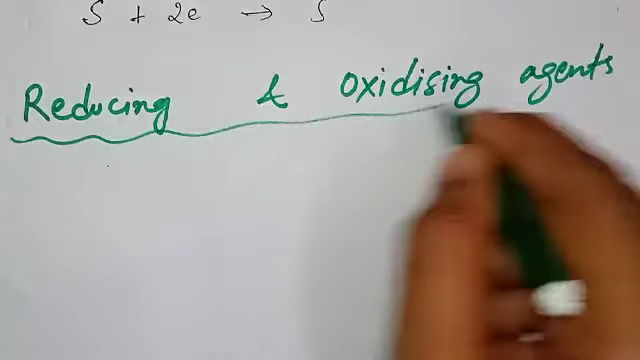 S + 2e → S
Reducing & oxidising agents